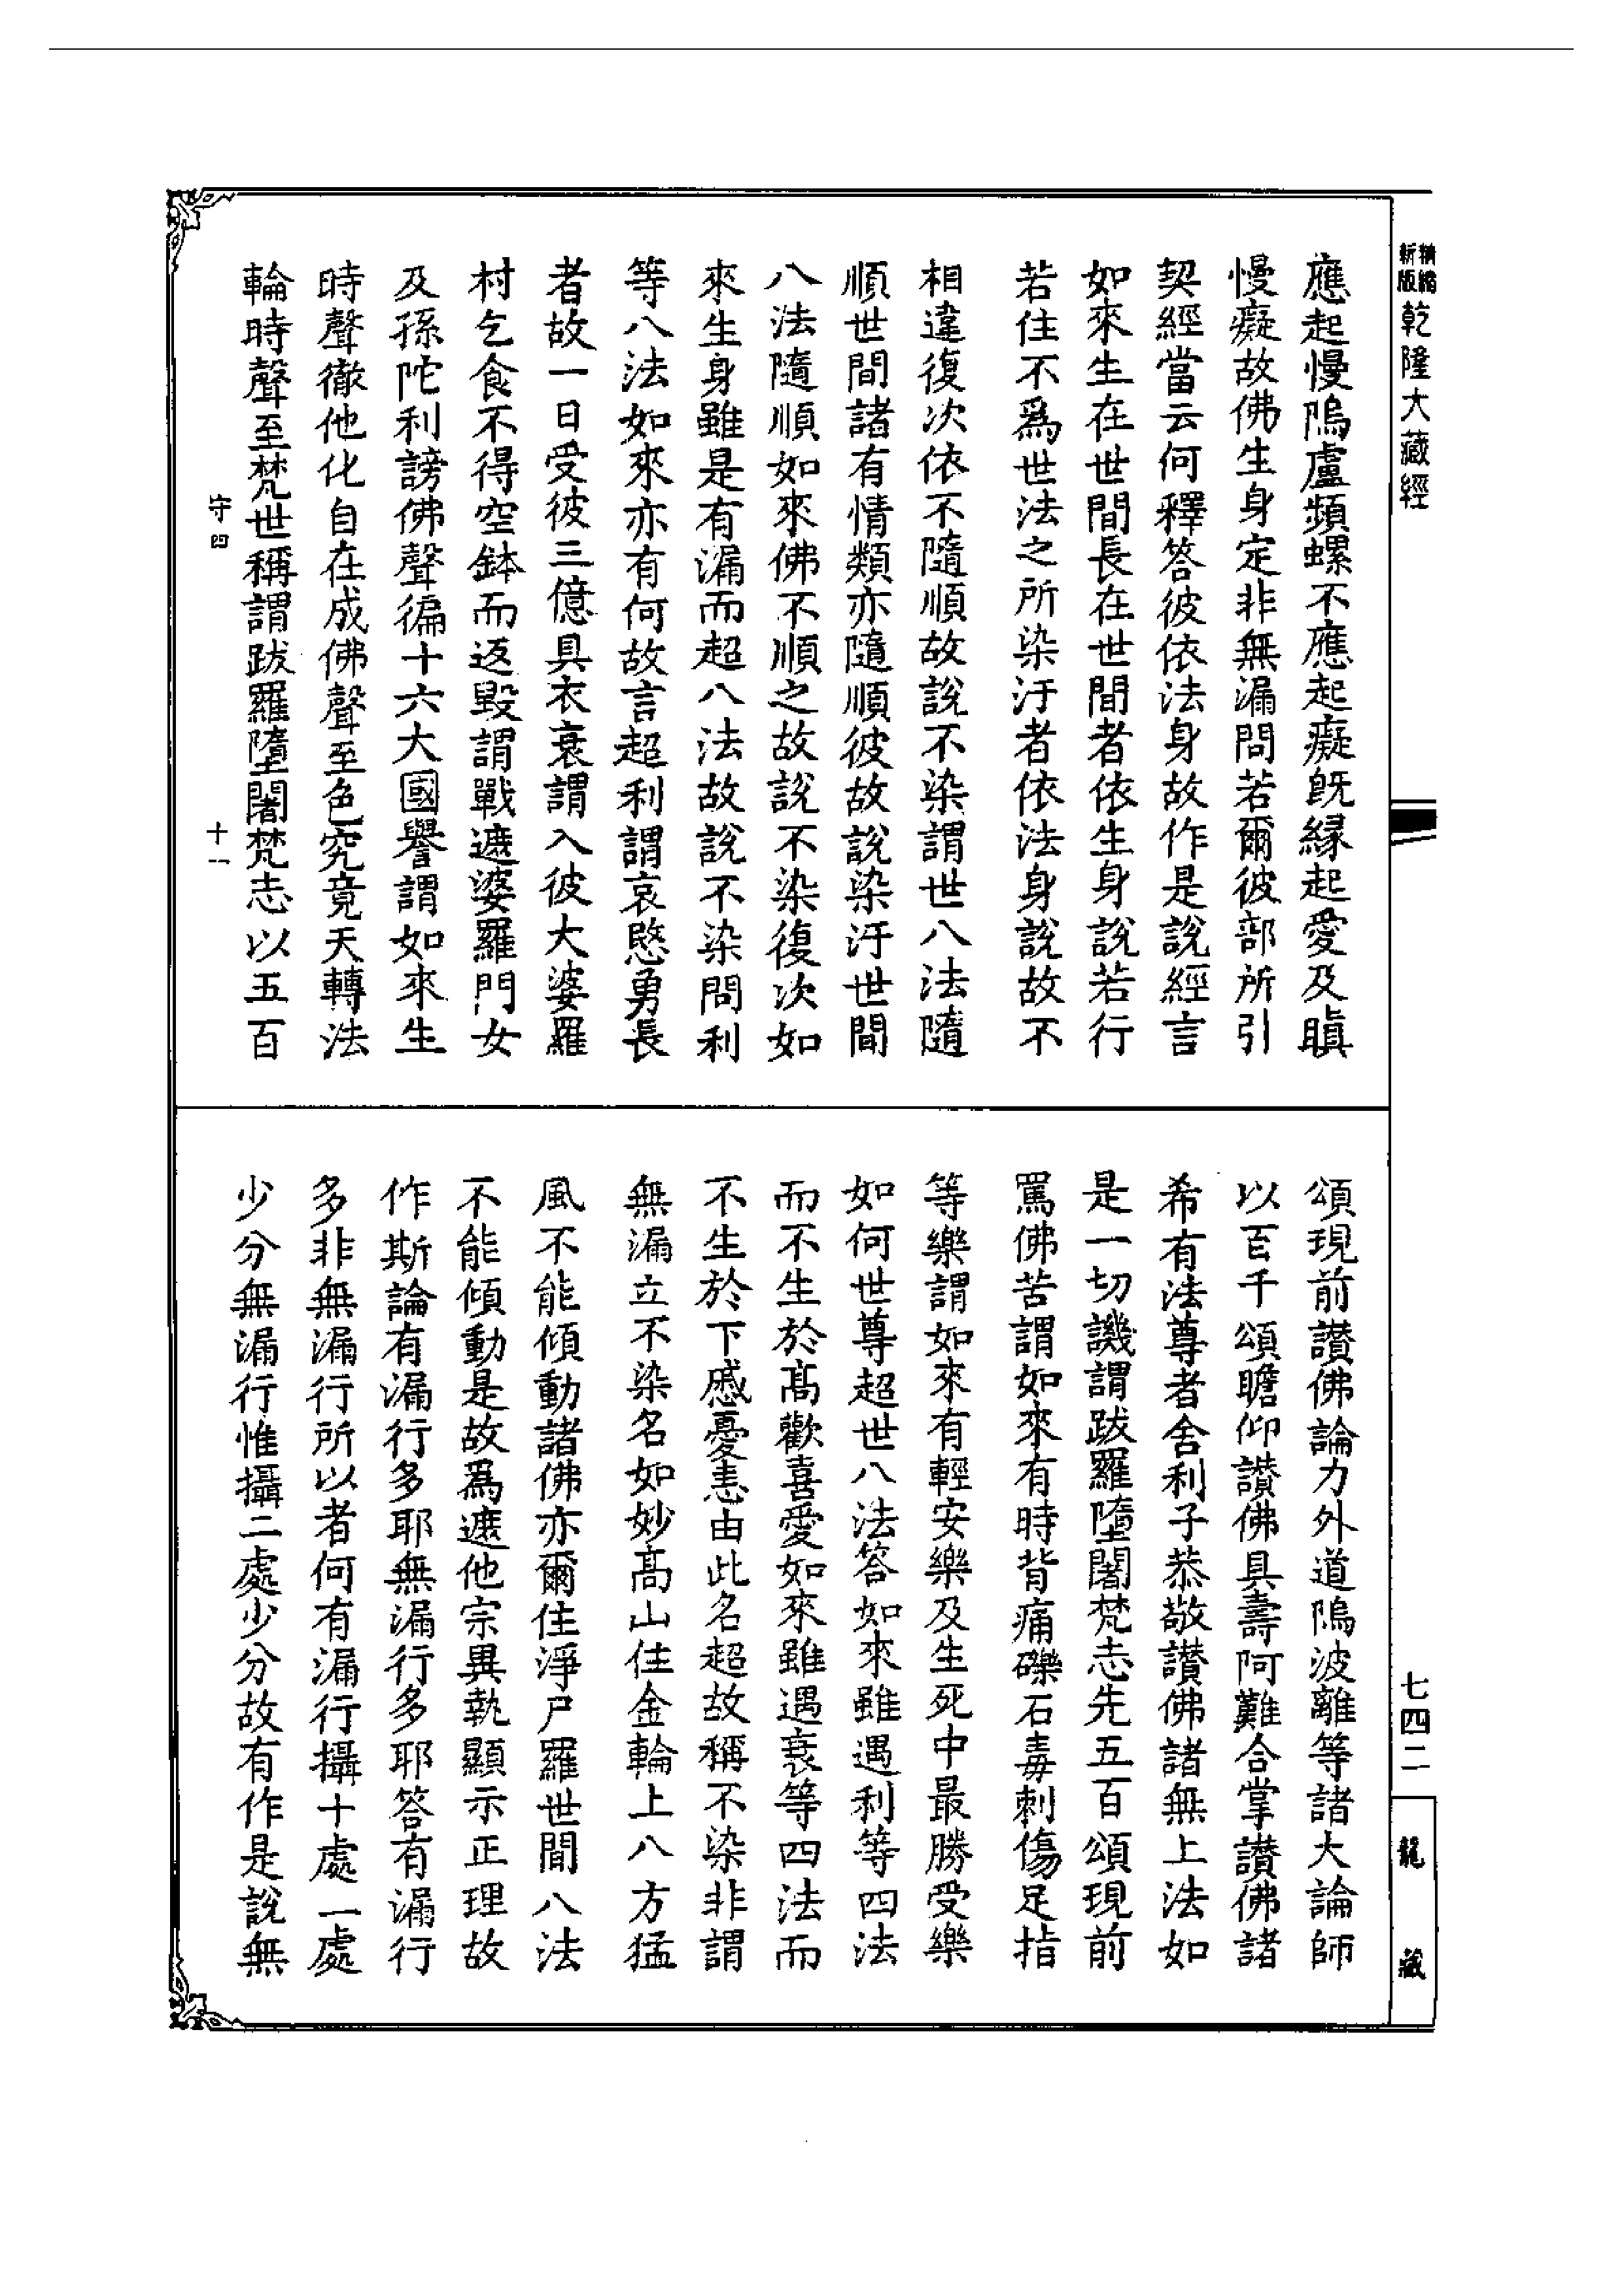 新版精縮乾隆大藏經
應起慢鄔盧頻螺不應起癡旣緣起愛及瞋
慢癡故佛生身定非無漏問若爾彼部所引
契經當云何釋答彼依法身故作是說經言
如來生在世間長在世間者依生身說若行
若住不爲世法之所染汙者依法身說故不
相違復次依不隨順故說不染謂世八法隨
順世間諸有情類亦隨順彼故說染汙世間
八法隨順如來佛不順之故說不染復次如
來生身雖是有漏而超八法故說不染問利
等八法如來亦有何故言超利謂哀愍勇長
者故一日受彼三億具衣衰謂入彼大婆羅
村乞食不得空鉢而返毀謂戰遮婆羅門女
及孫陀利謗佛聲徧十六大國譽謂如來生
時聲徹他化自在成佛聲至色究竟天轉法
輪時聲至梵世稱謂跋羅墮闍梵志以五百
守四
十一
頌現前讚佛論力外道鄔波離等諸大論師
以百千頌瞻仰讚佛具壽阿難合掌讚佛諸
希有法尊者舍利子恭敬讚佛諸無上法如
是一切譏謂跋羅墮闍梵志先五百頌現前
罵佛苦謂如來有時背痛礫石毒刺傷足指
等樂謂如來有輕安樂及生死中最勝受樂
如何世尊超世八法答如來雖遇利等四法
而不生於髙歡喜愛如來雖遇衰等四法而
不生於下慼憂恚由此名超故稱不染非謂
無漏立不染名如妙髙山住金輪上八方猛
風不能傾動諸佛亦爾住淨尸羅世間八法
不能傾動是故爲遮他宗異執顯示正理故
作斯論有漏行多耶無漏行多耶答有漏行
多非無漏行所以者何有漏行攝十處一處
少分無漏行惟攝二處少分故有作是說無
七四二
龍藏